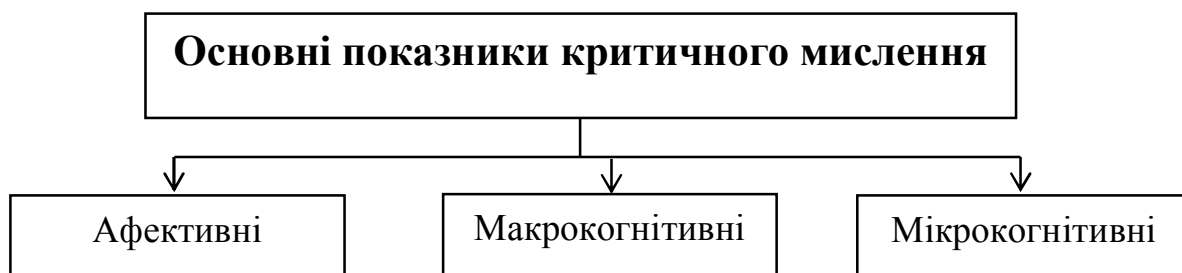 Основні показники критичного мислення
Афективні
Макрокогнітивні
Мікрокогнітивні